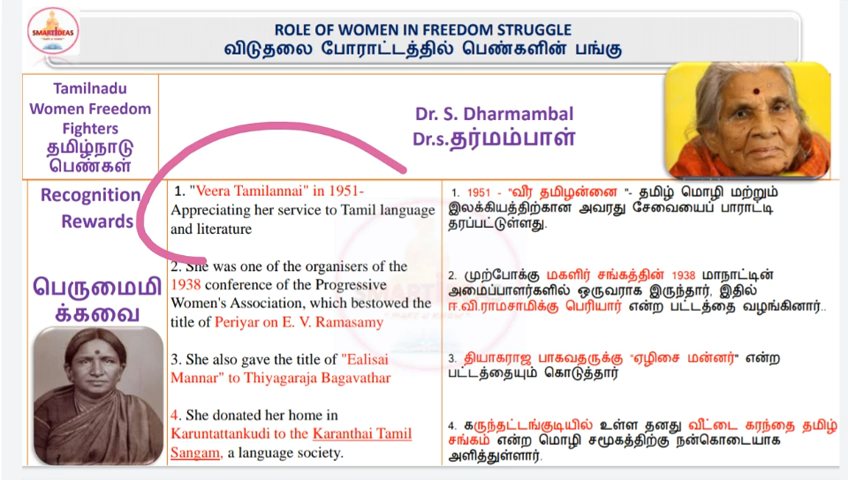 SMART IDEAS
ROLE OF WOMEN IN FREEDOM STRUGGLE
விடுதலை போராட்டத்தில் பெண்களின் பங்கு
Tamilnadu
Women Freedom
Fighters
தமிழ்நாடு
பெண்கள்
Dr. S. Dharmambal
Dr.s.தர்மம்பாள்
Recognition
Rewards
பெருமைமி
க்கவை
1. "Veera Tamilannai" in 1951-
Appreciating her service to Tamil language
and literature
2. She was one of the organisers of the
1938 conference of the Progressive
Women's Association, which bestowed the
title of Periyar on E. V. Ramasamy
3. She also gave the title of "Ealisai
Mannar" to Thiyagaraja Bagavathar
4. She donated her home in
Karuntattankudi to the Karanthai Tamil
Sangam, a language society.
1. 1951 - "வீர தமிழன்னை "- தமிழ் மொழி மற்றும்
இலக்கியத்திற்கான அவரது சேவையைப் பாராட்டி
தரப்பட்டுள்ளது.
2. முற்போக்கு மகளிர் சங்கத்தின் 1938 மாநாட்டின்
அமைப்பாளர்களில் ஒருவராக இருந்தார், இதில்
ஈ.வி.ராமசாமிக்கு பெரியார் என்ற பட்டத்தை வழங்கினார்..
3. தியாகராஜ பாகவதருக்கு "ஏழிசை மன்னர்" என்ற
பட்டத்தையும் கொடுத்தார்
4. கருந்தட்டங்குடியில் உள்ள தனது வீட்டை கரந்தை தமிழ்
சங்கம் என்ற மொழி சமூகத்திற்கு நன்கொடையாக
அளித்துள்ளார்.